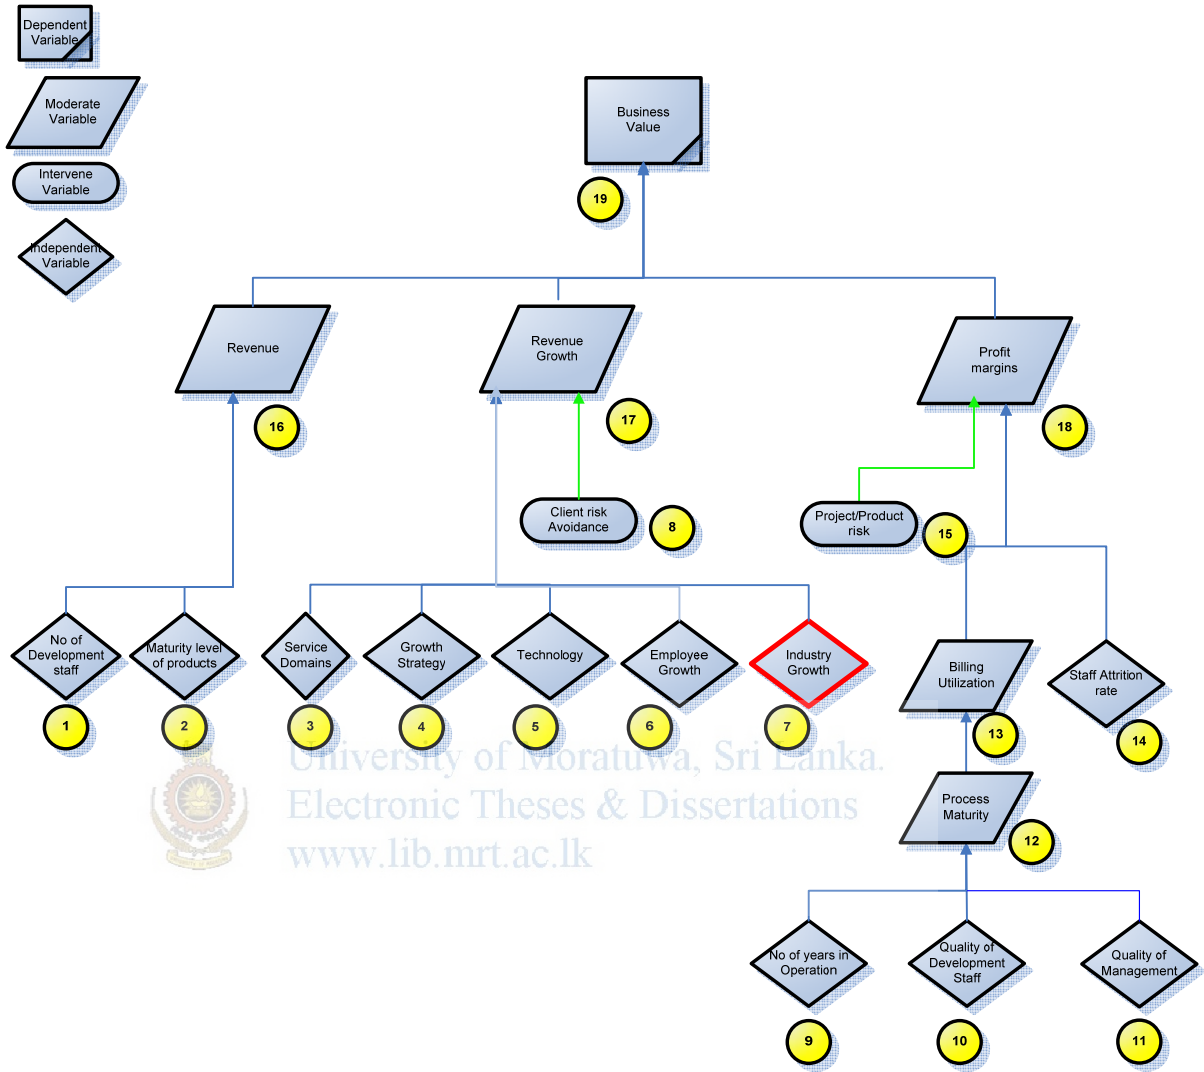 Dependent
Variable
Moderate
Variable
Intervene
Variable
Independent
Variable
Business
Value
19
Revenue
Revenue
Growth
Profit
margins
16
17
18
Client risk
Avoidance
8
Project/Product
risk
15
No of
Development
staff
Maturity level
of products
Service
Domains
Growth
Strategy
Technology
Employee
Growth
Industry
Growth
Billing
Utilization
Staff Attrition
rate
1
2
3
4
5
6
7
13
14
University of Moratuwa, Sri Lanka.
Electronic Theses & Dissertations
www.lib.mrt.ac.lk
Process
Maturity
12
No of years in
Operation
Quality of
Development
Staff
Quality of
Management
9
10
11